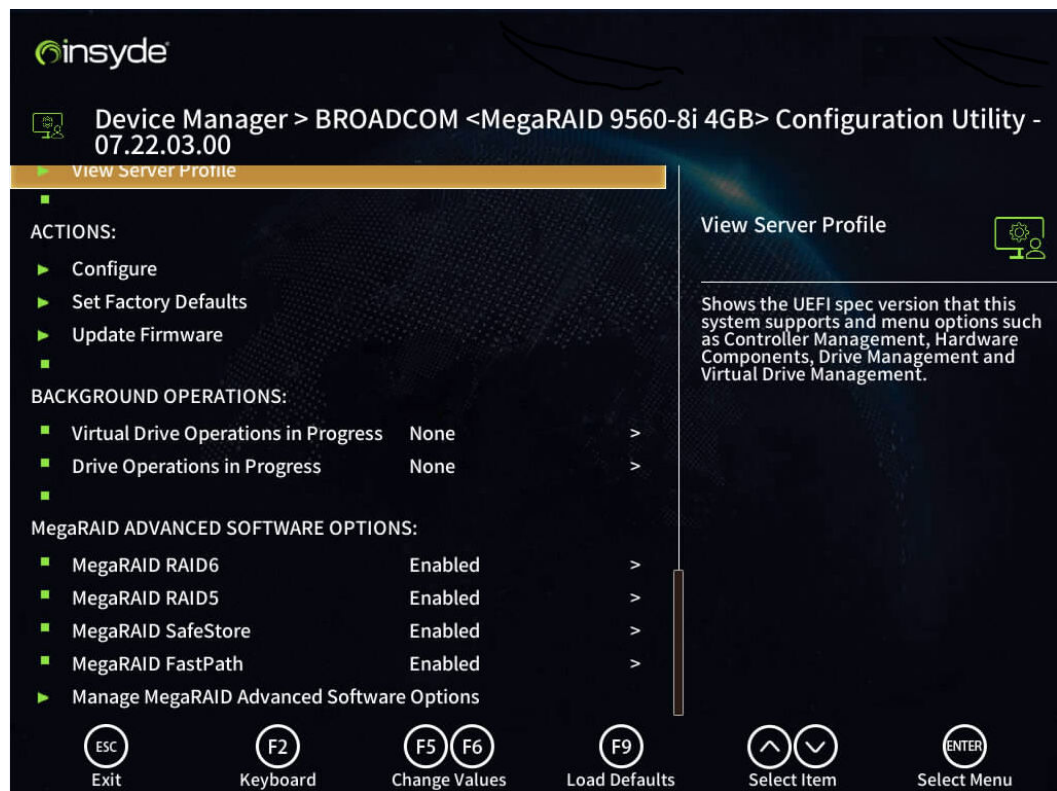 insyde
Device Manager > BROADCOM <MegaRAID 9560-8i 4GB> Configuration Utility -
07.22.03.00
View Server Profile
ACTIONS:
Configure
Set Factory Defaults
Update Firmware
BACKGROUND OPERATIONS:
Virtual Drive Operations in Progress None >
Drive Operations in Progress None >
MegaRAID ADVANCED SOFTWARE OPTIONS:
MegaRAID RAID6 Enabled >
MegaRAID RAID5 Enabled >
MegaRAID SafeStore Enabled >
MegaRAID FastPath Enabled >
Manage MegaRAID Advanced Software Options
View Server Profile
Shows the UEFI spec version that this
system supports and menu options such
as Controller Management, Hardware
Components, Drive Management and
Virtual Drive Management.
ESC F2 F5 F6 F9 ENTER
Exit Keyboard Change Values Load Defaults Select Item Select Menu